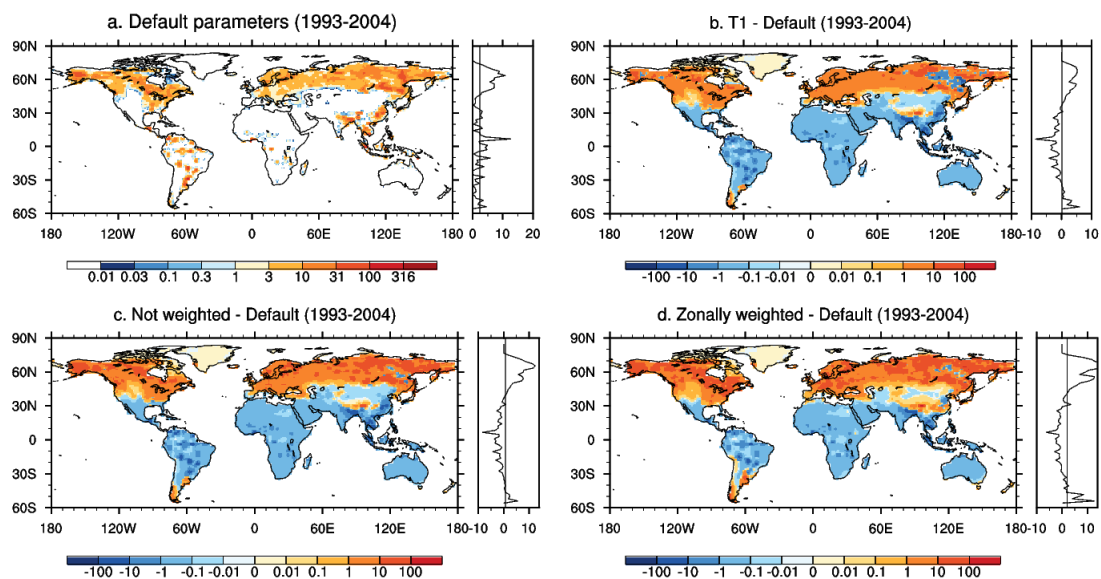 a. Default parameters (1993-2004)
b. T1 - Default (1993-2004)
90N
60N
30N
0
30S
60S
180 120W 60W 0 60E 120E 180
0 10 20
0.01 0.03 0.1 0.3 1 3 10 31 100 316
90N
60N
30N
0
30S
60S
180 120W 60W 0 60E 120E 180
-10 0 10
-100 -10 -1 -0.1 -0.01 0 0.01 0.1 1 10 100
c. Not weighted - Default (1993-2004)
d. Zonally weighted - Default (1993-2004)
90N
60N
30N
0
30S
60S
180 120W 60W 0 60E 120E 180
-10 0 10
-100 -10 -1 -0.1 -0.01 0 0.01 0.1 1 10 100
90N
60N
30N
0
30S
60S
180 120W 60W 0 60E 120E 180
-10 0 10
-100 -10 -1 -0.1 -0.01 0 0.01 0.1 1 10 100